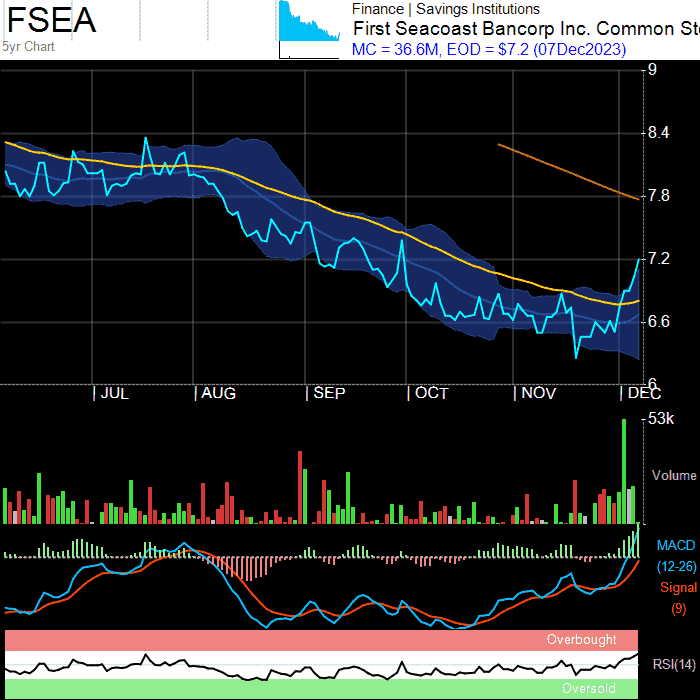 FSEA
5yr Chart
Finance | Savings Institutions
First Seacoast Bancorp Inc. Common Sto
MC = 36.6M, EOD = $7.2 (07Dec2023)
9
8.4
7.8
7.2
6.6
6
| JUL | AUG | SEP | OCT | NOV | DEC
53k
Volume
MACD
(12-26)
Signal
(9)
Overbought
RSI(14)
Oversold